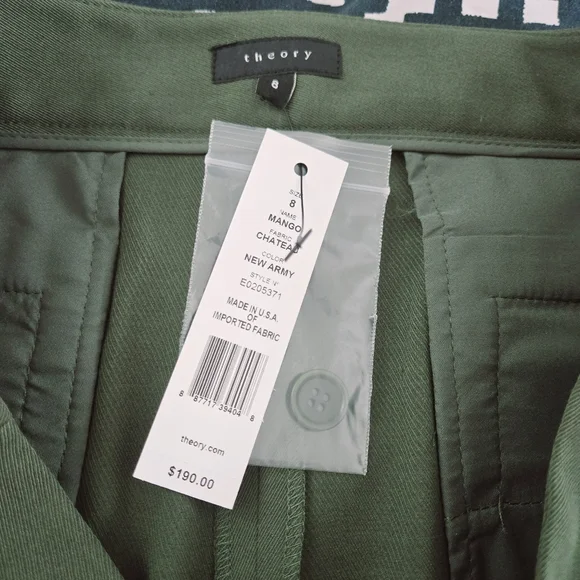 theory
8
SIZE
8
NAME
MANGO
FABRIC
CHATEAU
COLOR
NEW ARMY
STYLE N°
E0205371
MADE IN U.S.A.
OF
IMPORTED FABRIC
8 87717 39404 8
theory.com
$190.00